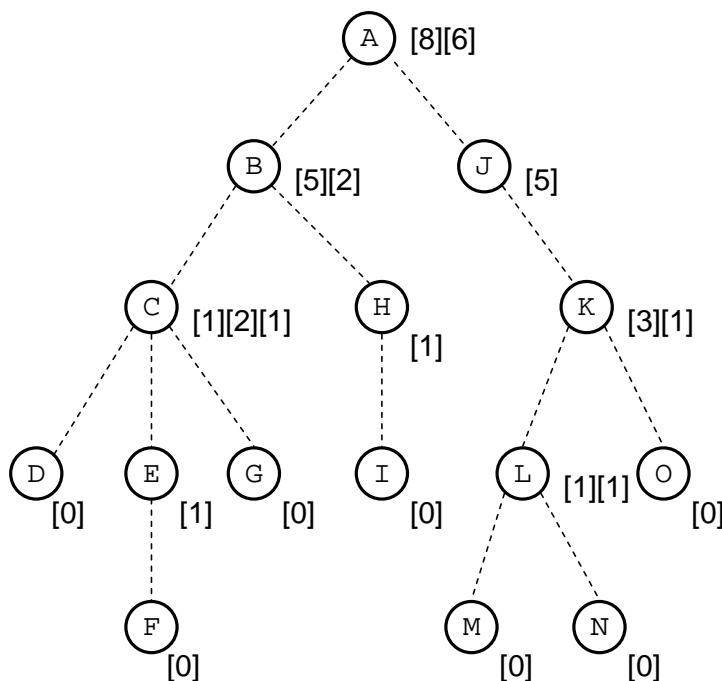 A [8][6]
B [5][2] J [5]
C [1][2][1] H [1] K [3][1]
D [0] E [1] G [0] I [0] L [1][1] O [0]
F [0] M [0] N [0]